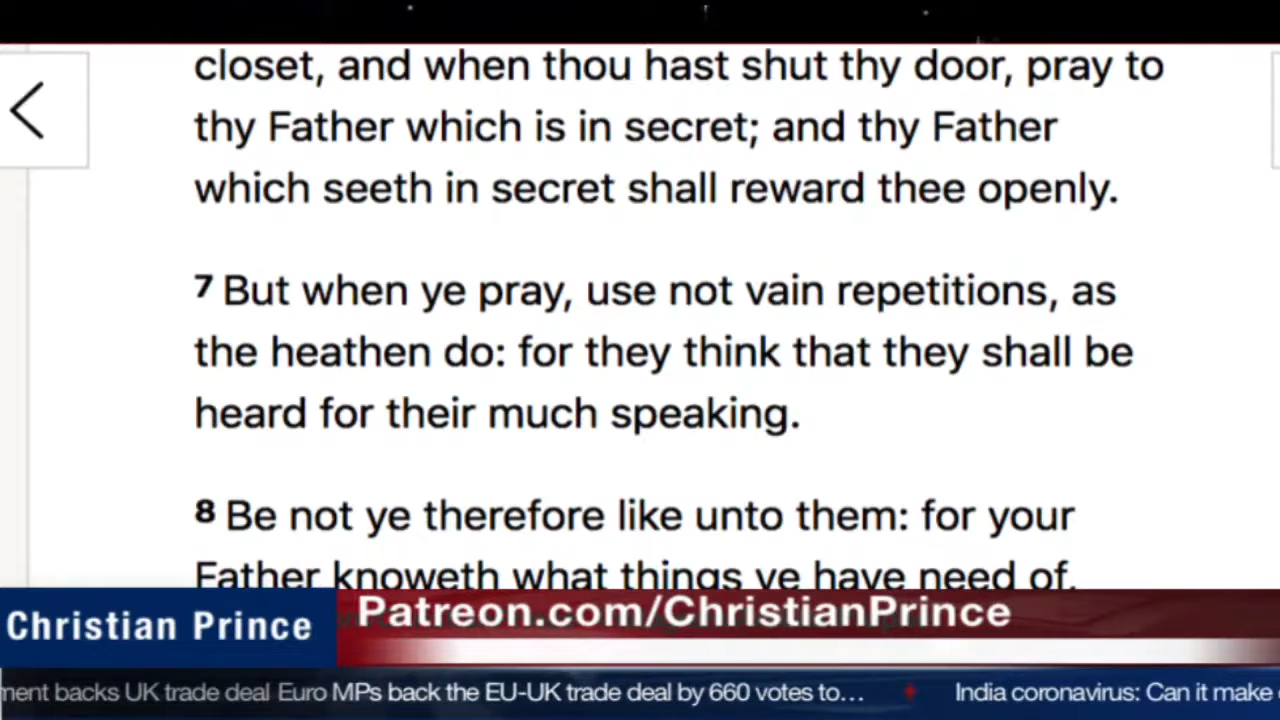 closet, and when thou hast shut thy door, pray to
thy Father which is in secret; and thy Father
which seeth in secret shall reward thee openly.
7 But when ye pray, use not vain repetitions, as
the heathen do: for they think that they shall be
heard for their much speaking.
8 Be not ye therefore like unto them: for your
Father knoweth what things ye have need of,
Christian Prince
Patreon.com/ChristianPrince
ment backs UK trade deal Euro MPs back the EU-UK trade deal by 660 votes to... India coronavirus: Can it make